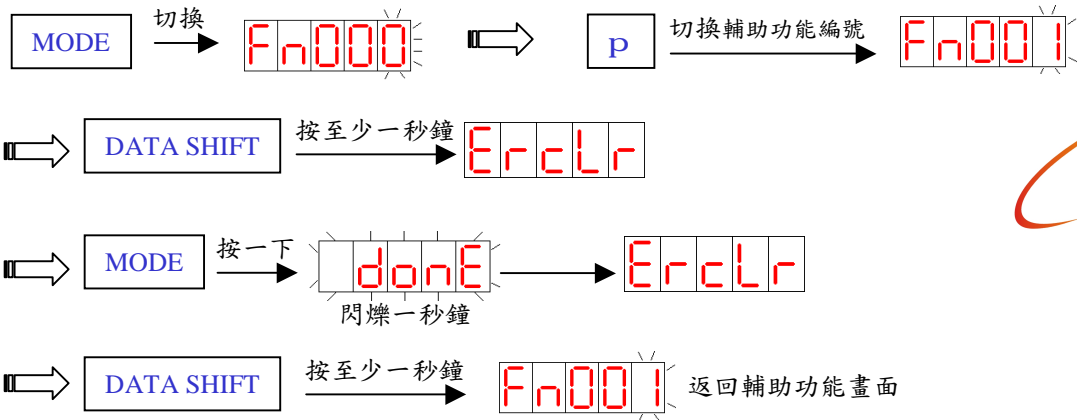 MODE 切換 Fn000 p 切換輔助功能編號 Fn001
DATA SHIFT 按至少一秒鐘 ErcLr
MODE 按一下 donE ErcLr
閃爍一秒鐘
DATA SHIFT 按至少一秒鐘 Fn001 返回輔助功能畫面